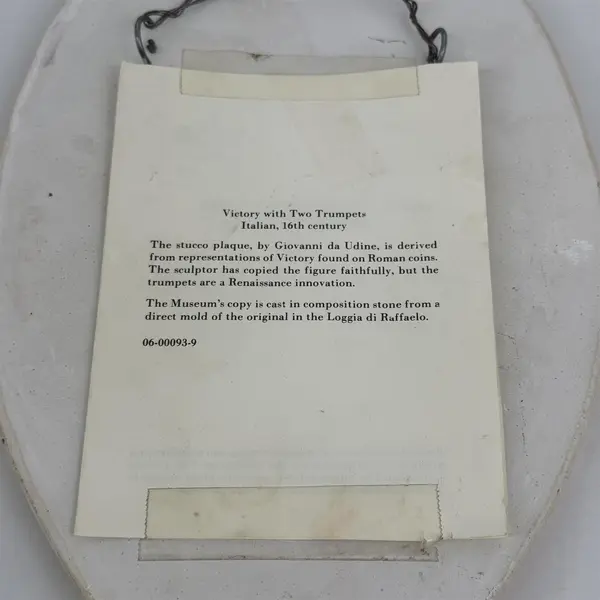 Victory with Two Trumpets
Italian, 16th century
The stucco plaque, by Giovanni da Udine, is derived
from representations of Victory found on Roman coins.
The sculptor has copied the figure faithfully, but the
trumpets are a Renaissance innovation.
The Museum's copy is cast in composition stone from a
direct mold of the original in the Loggia di Raffaelo.
06-00093-9